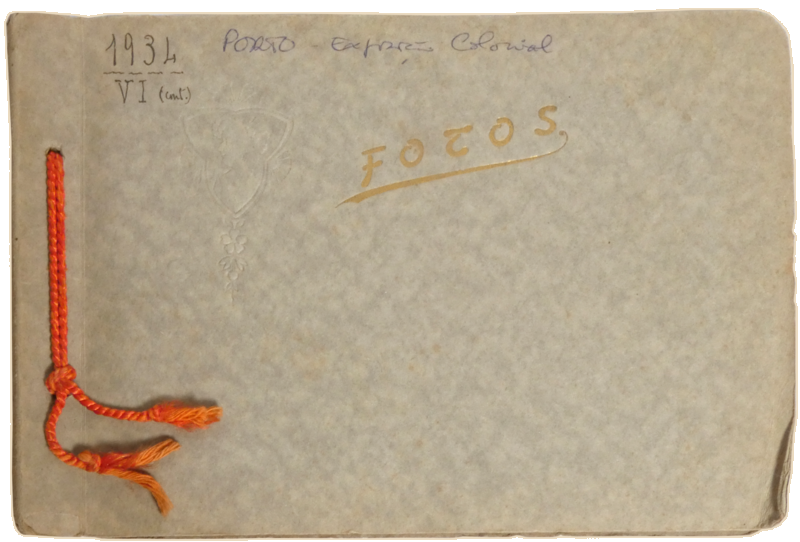 1934 PORTO - Exposição Colonial
VI (cont.)
FOTOS